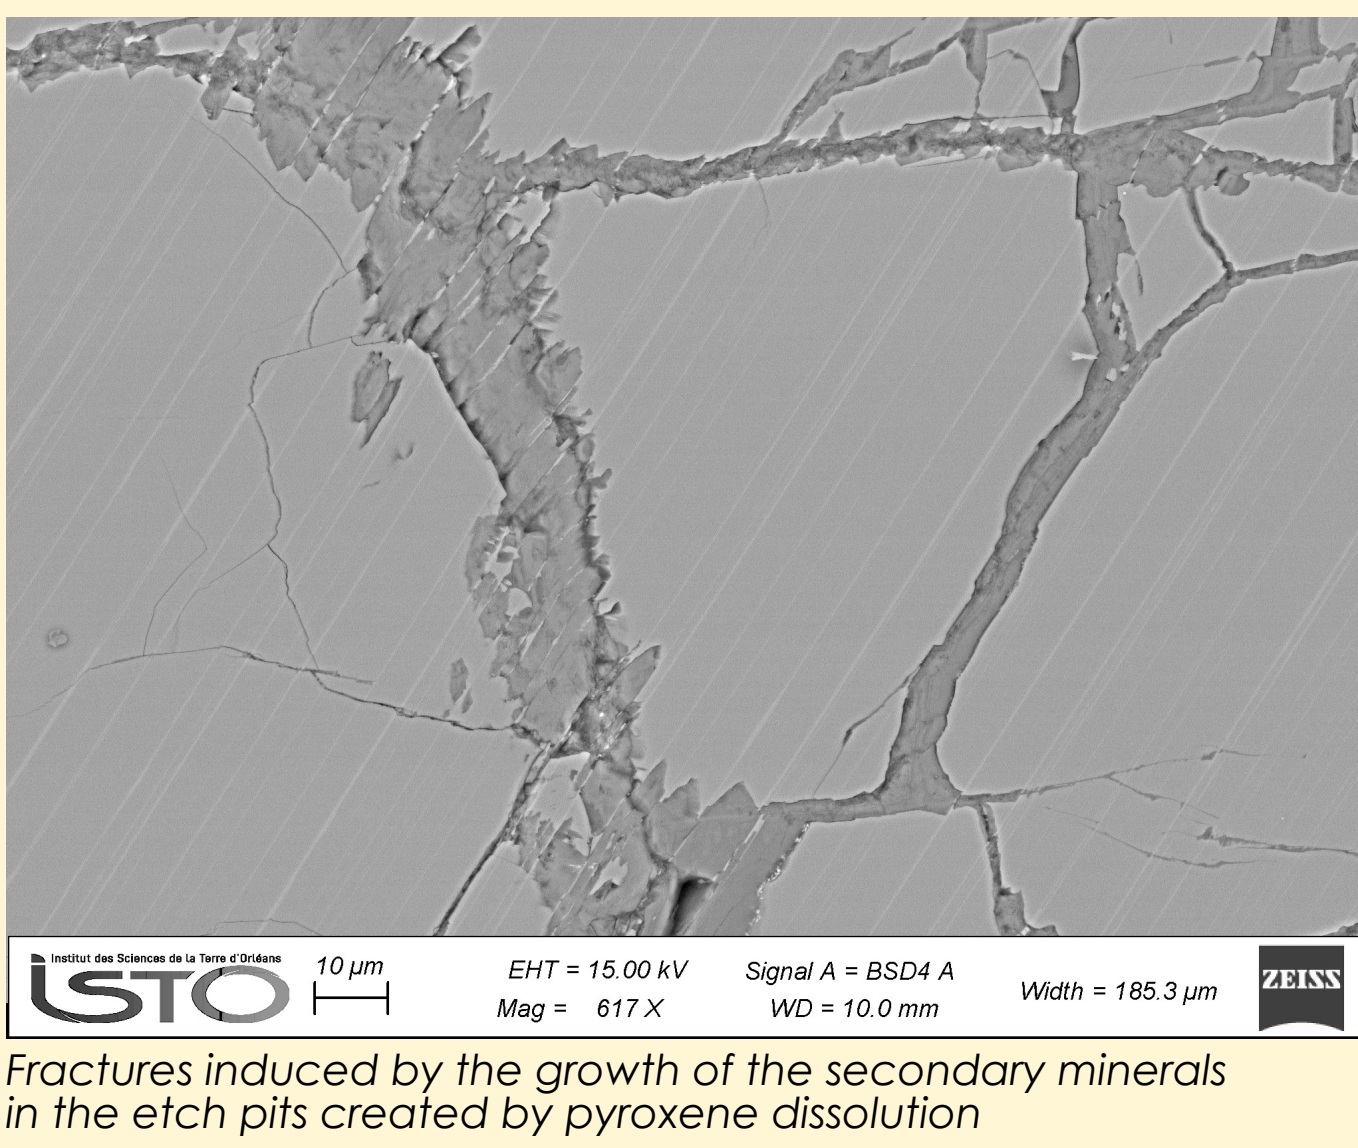 Institut des Sciences de la Terre d'Orléans
ISTO
10 µm
EHT = 15.00 kV
Mag = 617 X
Signal A = BSD4 A
WD = 10.0 mm
Width = 185.3 µm
ZEISS
Fractures induced by the growth of the secondary minerals
in the etch pits created by pyroxene dissolution